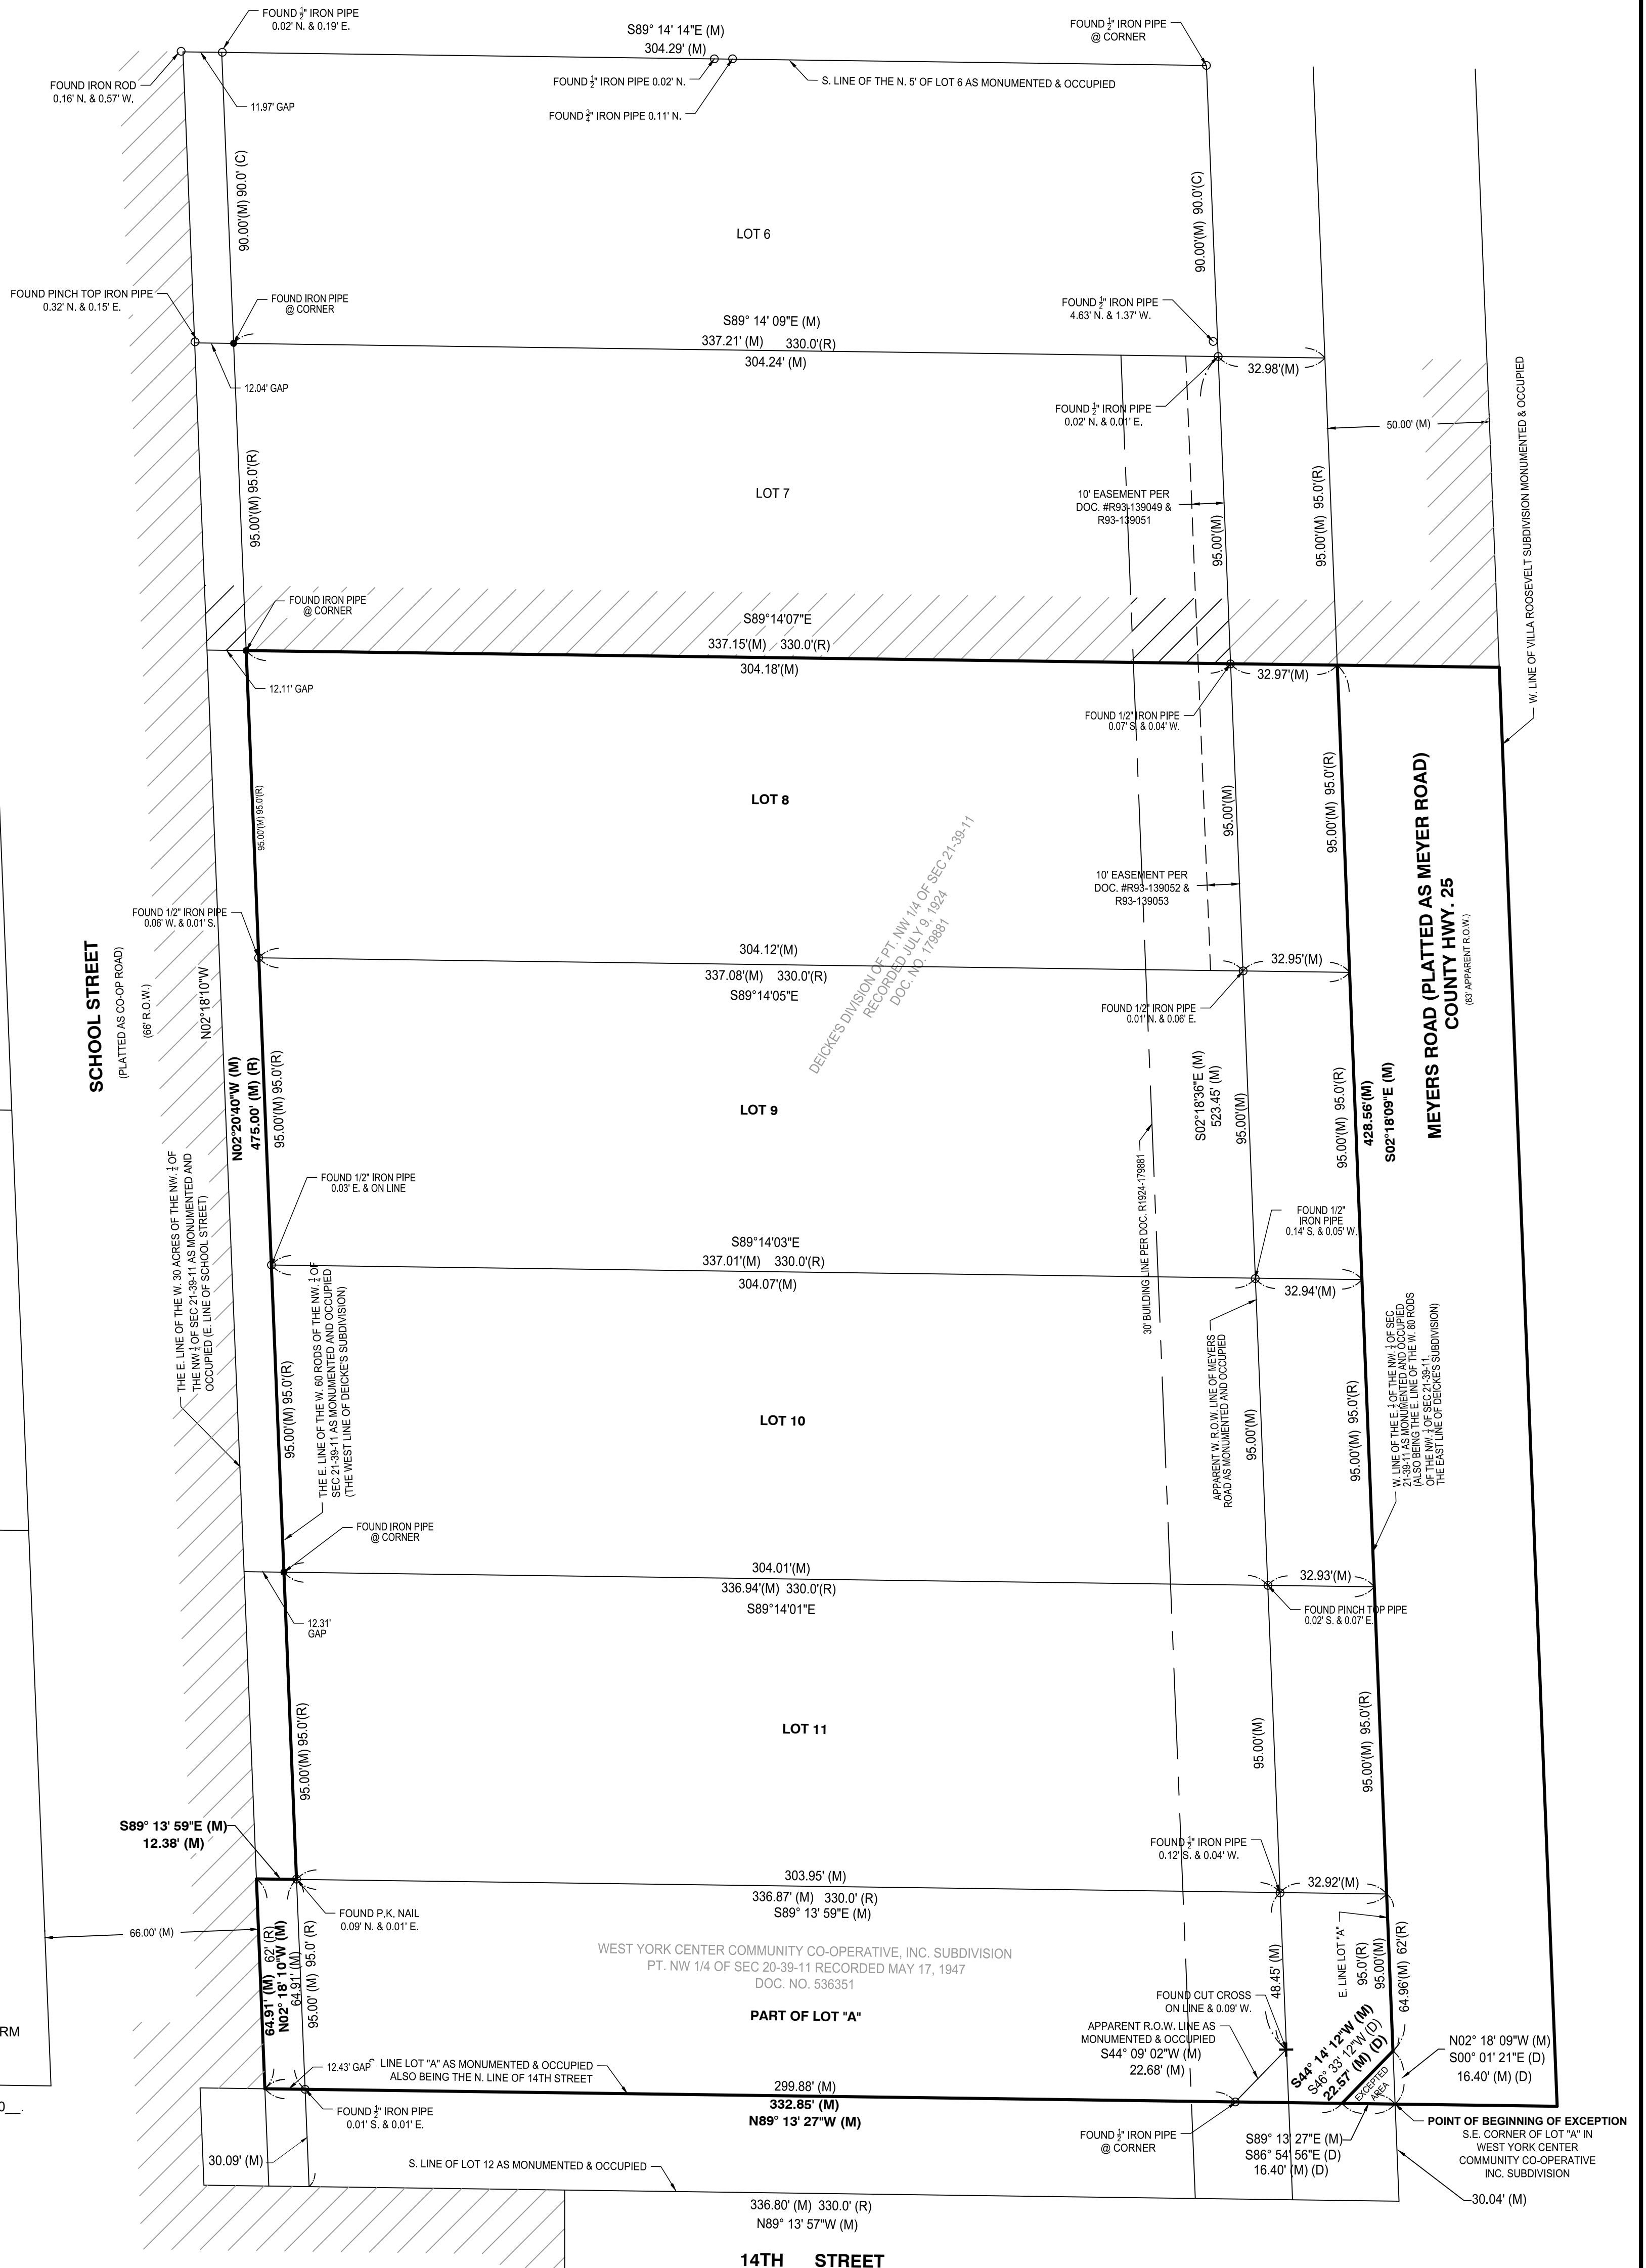 FOUND ½" IRON PIPE
0.02' N. & 0.19' E.
S89° 14' 14"E (M)
304.29' (M)
FOUND ½" IRON PIPE
@ CORNER
FOUND IRON ROD
0.16' N. & 0.57' W.
11.97' GAP
FOUND ½" IRON PIPE 0.02' N.
FOUND ¾" IRON PIPE 0.11' N.
S. LINE OF THE N. 5' OF LOT 6 AS MONUMENTED & OCCUPIED
90.00'(M) 90.0' (C)
90.00'(M) 90.0'(C)
LOT 6
FOUND PINCH TOP IRON PIPE
0.32' N. & 0.15' E.
FOUND IRON PIPE
@ CORNER
FOUND ½" IRON PIPE
4.63' N. & 1.37' W.
S89° 14' 09"E (M)
337.21' (M) 330.0'(R)
304.24' (M)
32.98'(M)
12.04' GAP
FOUND ½" IRON PIPE
0.02' N. & 0.01' E.
50.00' (M)
W. LINE OF VILLA ROOSEVELT SUBDIVISION MONUMENTED & OCCUPIED
95.00'(M) 95.0'(R)
LOT 7
10' EASEMENT PER
DOC. #R93-139049 &
R93-139051
95.00'(M)
95.00'(M) 95.0'(R)
FOUND IRON PIPE
@ CORNER
S89°14'07"E
337.15'(M) 330.0'(R)
304.18'(M)
32.97'(M)
12.11' GAP
FOUND 1/2" IRON PIPE
0.07' S. & 0.04' W.
95.00'(M) 95.0'(R)
LOT 8
95.00'(M)
95.00'(M) 95.0'(R)
MEYERS ROAD (PLATTED AS MEYER ROAD)
COUNTY HWY. 25
(83' APPARENT R.O.W.)
10' EASEMENT PER
DOC. #R93-139052 &
R93-139053
DEICKE'S DIVISION OF PT. NW 1/4 OF SEC 21-39-11
RECORDED JULY 9, 1924
DOC. NO. 179881
FOUND 1/2" IRON PIPE
0.06' W. & 0.01' S.
304.12'(M)
337.08'(M) 330.0'(R)
S89°14'05"E
32.95'(M)
FOUND 1/2" IRON PIPE
0.01' N. & 0.06' E.
SCHOOL STREET
(PLATTED AS CO-OP ROAD)
(66' R.O.W.)
N02°18'10"W
N02°20'40"W (M)
475.00' (M) (R)
95.00'(M) 95.0'(R)
LOT 9
S02°18'36"E (M)
523.45' (M)
95.00'(M)
95.00'(M) 95.0'(R)
428.56'(M)
S02°18'09"E (M)
FOUND 1/2" IRON PIPE
0.03' E. & ON LINE
30' BUILDING LINE PER DOC. R1924-179881
FOUND 1/2"
IRON PIPE
0.14' S. & 0.05' W.
S89°14'03"E
337.01'(M) 330.0'(R)
304.07'(M)
32.94'(M)
THE E. LINE OF THE W. 30 ACRES OF THE NW. ¼ OF
THE NW ¼ OF SEC 21-39-11 AS MONUMENTED AND
OCCUPIED (E. LINE OF SCHOOL STREET)
THE E. LINE OF THE W. 60 RODS OF THE NW. ¼ OF
SEC 21-39-11 AS MONUMENTED AND OCCUPIED
(THE WEST LINE OF DEICKE'S SUBDIVISION)
95.00'(M) 95.0'(R)
LOT 10
APPARENT W. R.O.W. LINE OF MEYERS
ROAD AS MONUMENTED AND OCCUPIED
95.00'(M)
95.00'(M) 95.0'(R)
W. LINE OF THE E. ½ OF THE NW. ¼ OF SEC
21-39-11 AS MONUMENTED AND OCCUPIED
(ALSO BEING THE E. LINE OF THE W. 80 RODS
OF THE NW. ¼ OF SEC 21-39-11,
THE EAST LINE OF DEICKE'S SUBDIVISION)
FOUND IRON PIPE
@ CORNER
304.01'(M)
336.94'(M) 330.0'(R)
S89°14'01"E
32.93'(M)
12.31'
GAP
FOUND PINCH TOP PIPE
0.02' S. & 0.07' E.
95.00'(M) 95.0'(R)
LOT 11
95.00'(M)
95.00'(M) 95.0'(R)
S89° 13' 59"E (M)
12.38' (M)
FOUND ½" IRON PIPE
0.12' S. & 0.04' W.
303.95' (M)
336.87' (M) 330.0' (R)
S89° 13' 59"E (M)
32.92'(M)
FOUND P.K. NAIL
0.09' N. & 0.01' E.
66.00' (M)
64.91' (M) 62' (R)
N02° 18' 10"W (M)
64.91' (M)
95.00' (M) 95.0' (R)
WEST YORK CENTER COMMUNITY CO-OPERATIVE, INC. SUBDIVISION
PT. NW 1/4 OF SEC 20-39-11 RECORDED MAY 17, 1947
DOC. NO. 536351
PART OF LOT "A"
48.45' (M)
E. LINE LOT "A"
95.0'(R)
95.00'(M)
64.96'(M) 62'(R)
FOUND CUT CROSS
ON LINE & 0.09' W.
APPARENT R.O.W. LINE AS
MONUMENTED & OCCUPIED
S44° 09' 02"W (M)
22.68' (M)
S44° 14' 12"W (M)
S46° 33' 12"W (D)
22.57' (M) (D)
EXCEPTED
AREA
N02° 18' 09"W (M)
S00° 01' 21"E (D)
16.40' (M) (D)
RM
12.43' GAP
LINE LOT "A" AS MONUMENTED & OCCUPIED
ALSO BEING THE N. LINE OF 14TH STREET
299.88' (M)
332.85' (M)
N89° 13' 27"W (M)
0__.
FOUND ½" IRON PIPE
0.01' S. & 0.01' E.
FOUND ½" IRON PIPE
@ CORNER
S89° 13' 27"E (M)
S86° 54' 56"E (D)
16.40' (M) (D)
POINT OF BEGINNING OF EXCEPTION
S.E. CORNER OF LOT "A" IN
WEST YORK CENTER
COMMUNITY CO-OPERATIVE
INC. SUBDIVISION
30.09' (M)
S. LINE OF LOT 12 AS MONUMENTED & OCCUPIED
30.04' (M)
336.80' (M) 330.0' (R)
N89° 13' 57"W (M)
14TH STREET